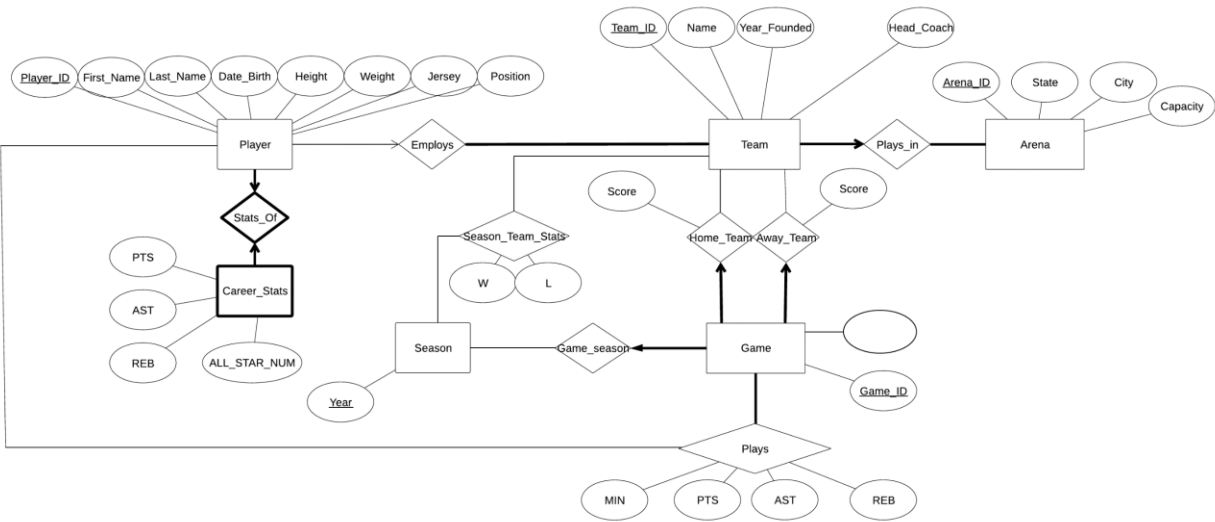 Team_ID
Name
Year_Founded
Head_Coach
Player_ID
First_Name
Last_Name
Date_Birth
Height
Weight
Jersey
Position
Arena_ID
State
City
Capacity
Player
Employs
Team
Plays_in
Arena
Score
Score
Stats_Of
Season_Team_Stats
Home_Team
Away_Team
PTS
W
L
Career_Stats
AST
Season
Game_season
Game
REB
ALL_STAR_NUM
Year
Game_ID
Plays
MIN
PTS
AST
REB